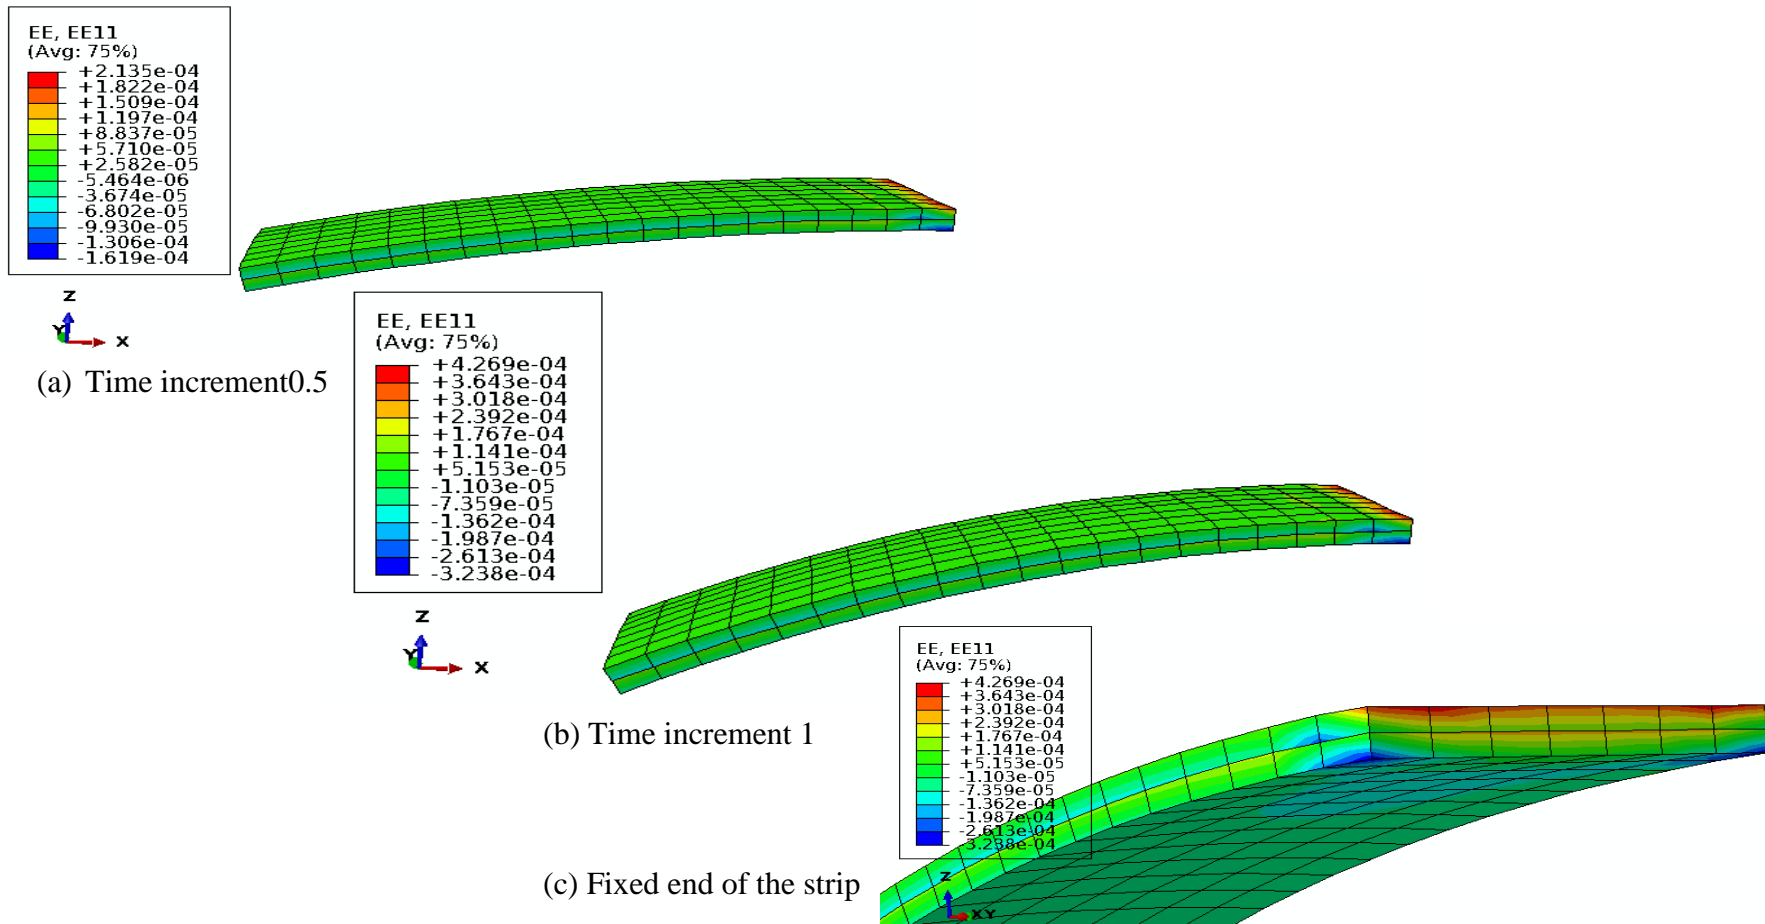 EE, EE11
(Avg: 75%)
+2.135e-04
+1.822e-04
+1.509e-04
+1.197e-04
+8.837e-05
+5.710e-05
+2.582e-05
-5.464e-06
-3.674e-05
-6.802e-05
-9.930e-05
-1.306e-04
-1.619e-04
Z
Y
X
(a) Time increment0.5
EE, EE11
(Avg: 75%)
+4.269e-04
+3.643e-04
+3.018e-04
+2.392e-04
+1.767e-04
+1.141e-04
+5.153e-05
-1.103e-05
-7.359e-05
-1.362e-04
-1.987e-04
-2.613e-04
-3.238e-04
Z
Y
X
(b) Time increment 1
EE, EE11
(Avg: 75%)
+4.269e-04
+3.643e-04
+3.018e-04
+2.392e-04
+1.767e-04
+1.141e-04
+5.153e-05
-1.103e-05
-7.359e-05
-1.362e-04
-1.987e-04
-2.613e-04
-3.238e-04
Z
XY
(c) Fixed end of the strip